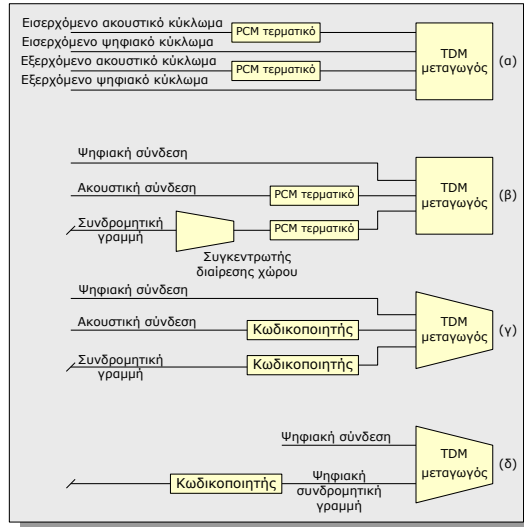 Εισερχόμενο ακουστικό κύκλωμα
PCM τερματικό
Εισερχόμενο ψηφιακό κύκλωμα
Εξερχόμενο ακουστικό κύκλωμα
PCM τερματικό
Εξερχόμενο ψηφιακό κύκλωμα
TDM
μεταγωγός
(α)
Ψηφιακή σύνδεση
Ακουστική σύνδεση
PCM τερματικό
Συνδρομητική
γραμμή
PCM τερματικό
Συγκεντρωτής
διαίρεσης χώρου
TDM
μεταγωγός
(β)
Ψηφιακή σύνδεση
Ακουστική σύνδεση
Κωδικοποιητής
Συνδρομητική
γραμμή
Κωδικοποιητής
TDM
μεταγωγός
(γ)
Ψηφιακή σύνδεση
Κωδικοποιητής
Ψηφιακή
συνδρομητική
γραμμή
TDM
μεταγωγός
(δ)